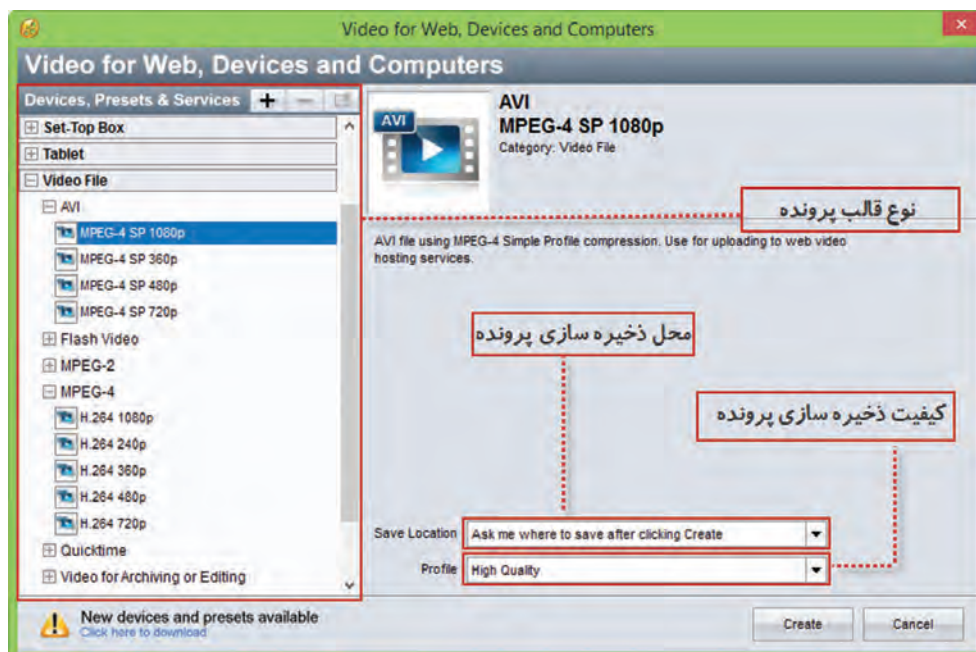 Video for Web, Devices and Computers
Video for Web, Devices and Computers
Devices, Presets & Services
Set-Top Box
Tablet
Video File
AVI
MPEG-4 SP 1080p
MPEG-4 SP 360p
MPEG-4 SP 480p
MPEG-4 SP 720p
Flash Video
MPEG-2
MPEG-4
H.264 1080p
H.264 240p
H.264 360p
H.264 480p
H.264 720p
Quicktime
Video for Archiving or Editing
AVI
AVI
MPEG-4 SP 1080p
Category: Video File
نوع قالب پرونده
AVI file using MPEG-4 Simple Profile compression. Use for uploading to web video
hosting services.
محل ذخیره سازی پرونده
کیفیت ذخیره سازی پرونده
Save Location Ask me where to save after clicking Create
Profile High Quality
New devices and presets available
Click here to download
Create Cancel